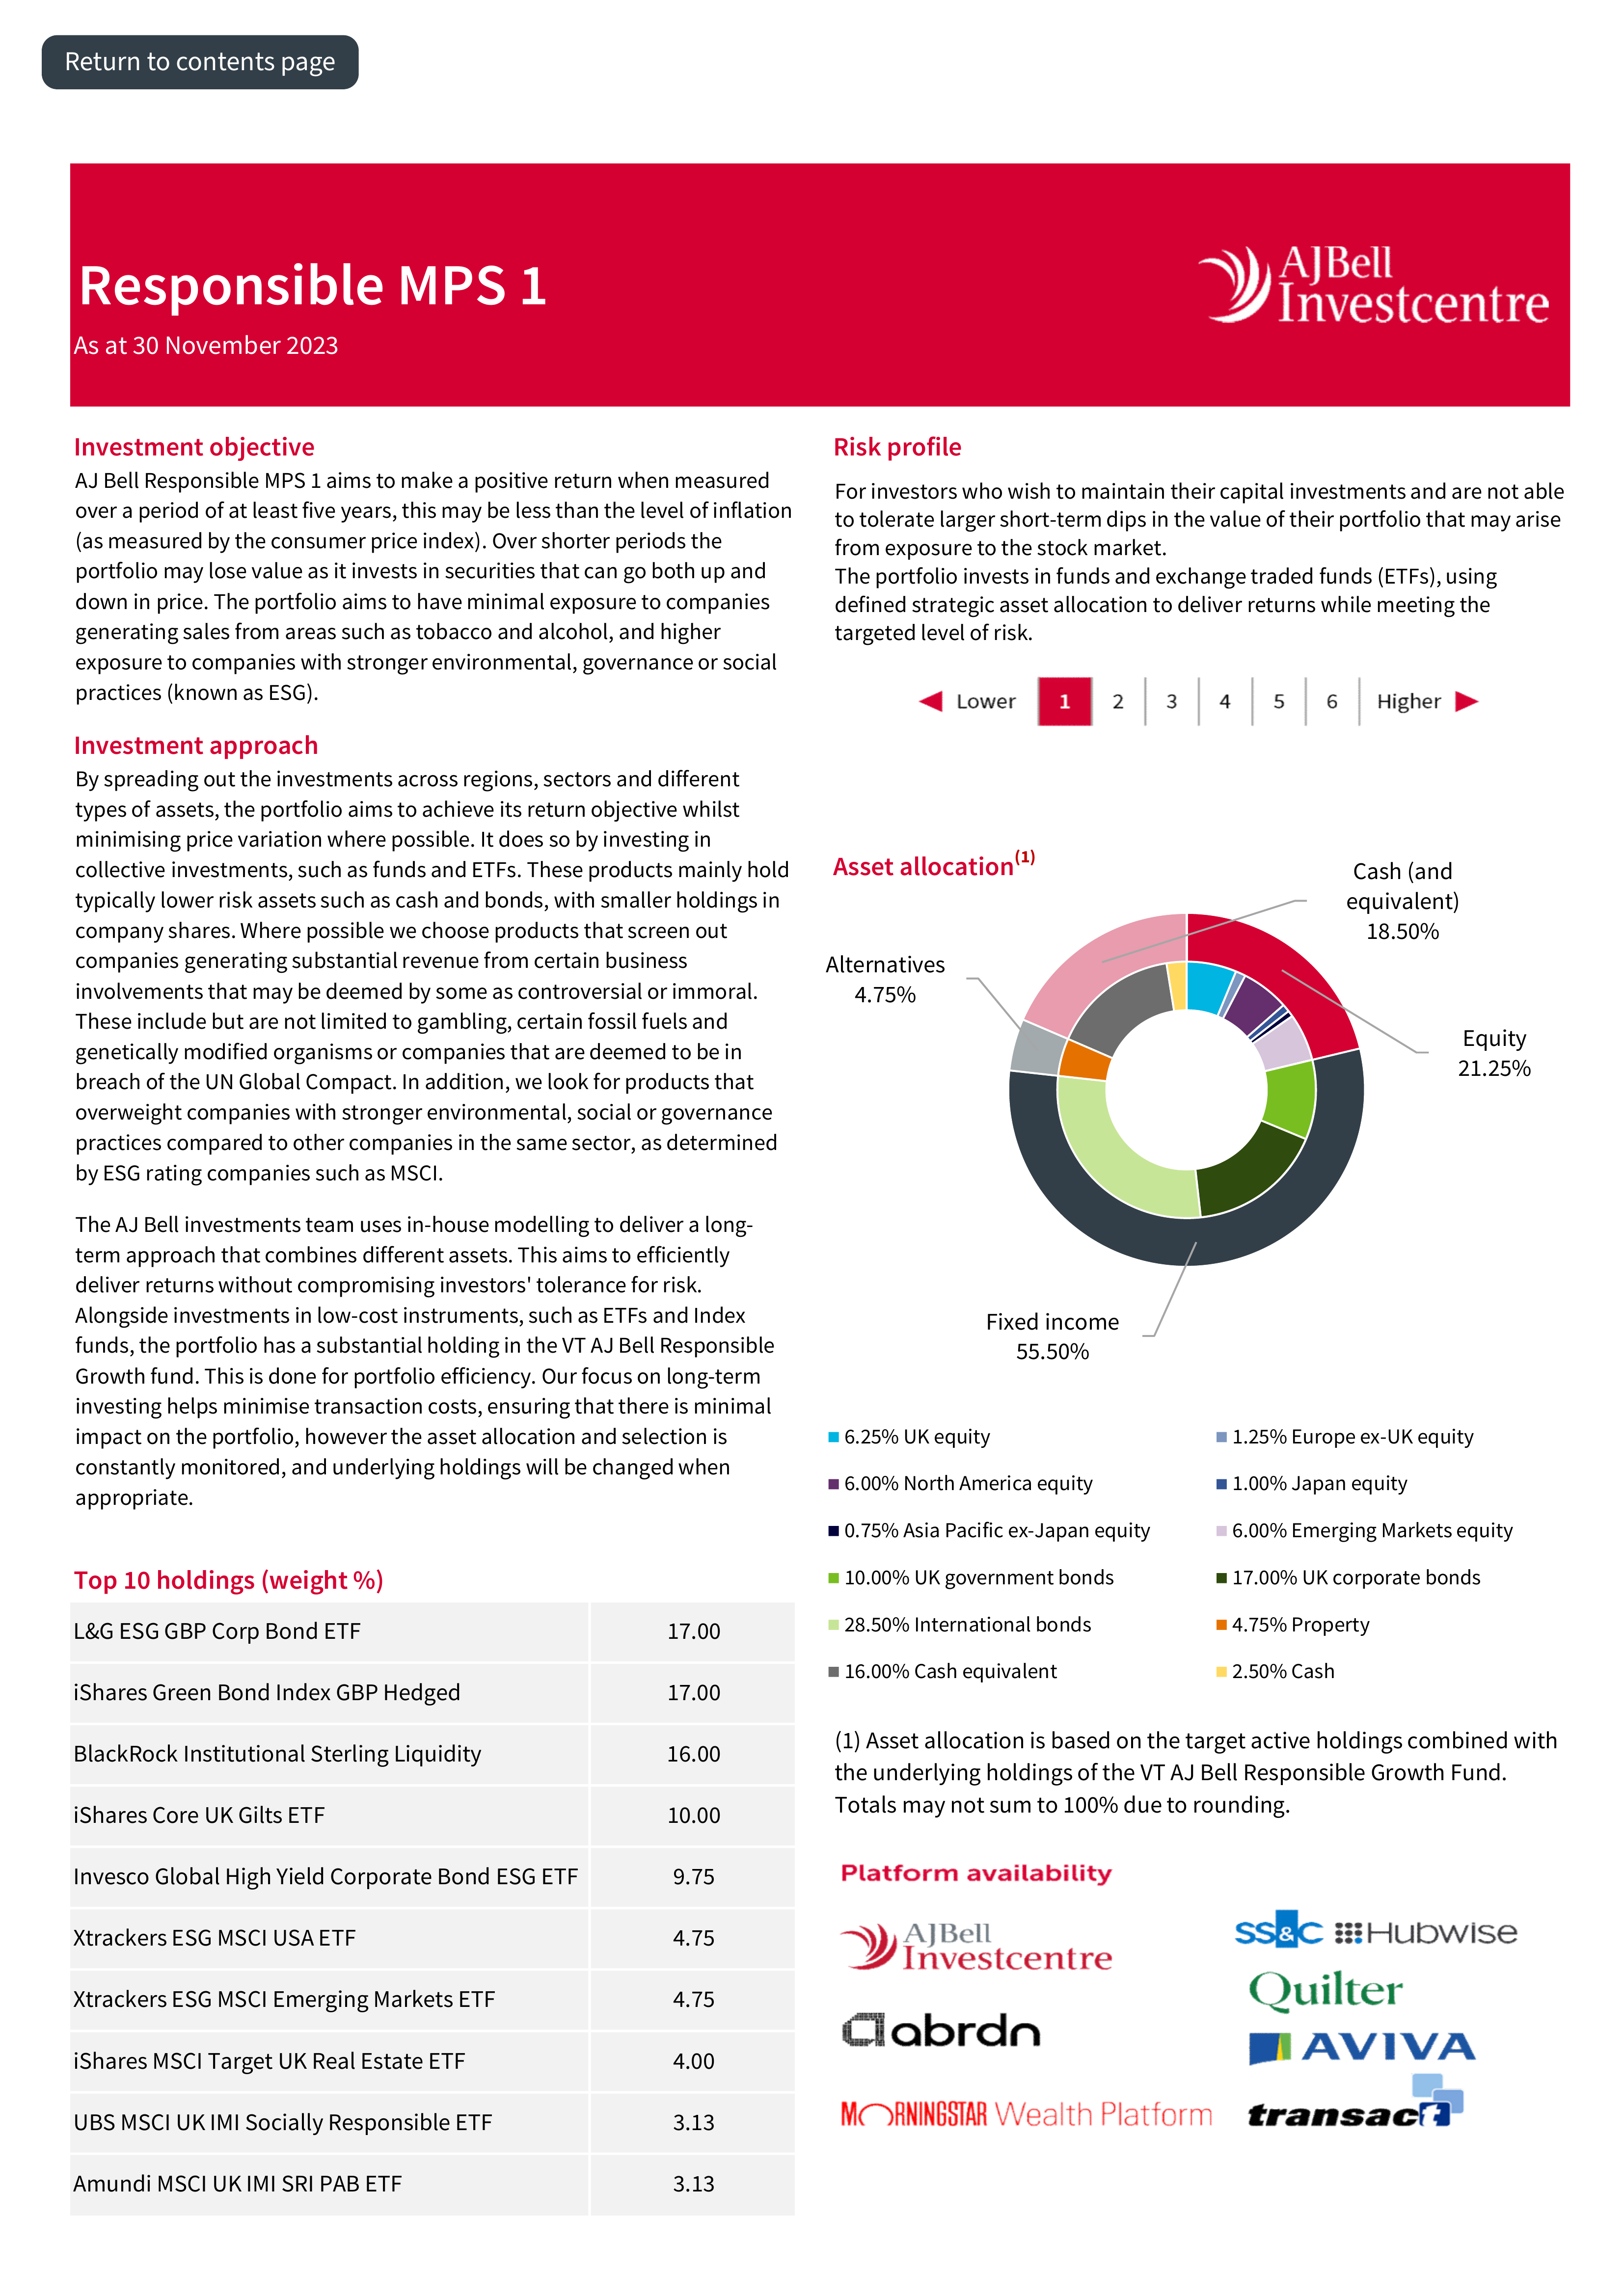 Return to contents page
Responsible MPS 1
As at 30 November 2023
AJBell
Investcentre
Investment objective
AJ Bell Responsible MPS 1 aims to make a positive return when measured
over a period of at least five years, this may be less than the level of inflation
(as measured by the consumer price index). Over shorter periods the
portfolio may lose value as it invests in securities that can go both up and
down in price. The portfolio aims to have minimal exposure to companies
generating sales from areas such as tobacco and alcohol, and higher
exposure to companies with stronger environmental, governance or social
practices (known as ESG).
Investment approach
By spreading out the investments across regions, sectors and different
types of assets, the portfolio aims to achieve its return objective whilst
minimising price variation where possible. It does so by investing in
collective investments, such as funds and ETFs. These products mainly hold
typically lower risk assets such as cash and bonds, with smaller holdings in
company shares. Where possible we choose products that screen out
companies generating substantial revenue from certain business
involvements that may be deemed by some as controversial or immoral.
These include but are not limited to gambling, certain fossil fuels and
genetically modified organisms or companies that are deemed to be in
breach of the UN Global Compact. In addition, we look for products that
overweight companies with stronger environmental, social or governance
practices compared to other companies in the same sector, as determined
by ESG rating companies such as MSCI.
The AJ Bell investments team uses in-house modelling to deliver a long-
term approach that combines different assets. This aims to efficiently
deliver returns without compromising investors' tolerance for risk.
Alongside investments in low-cost instruments, such as ETFs and Index
funds, the portfolio has a substantial holding in the VT AJ Bell Responsible
Growth fund. This is done for portfolio efficiency. Our focus on long-term
investing helps minimise transaction costs, ensuring that there is minimal
impact on the portfolio, however the asset allocation and selection is
constantly monitored, and underlying holdings will be changed when
appropriate.
Top 10 holdings (weight %)
L&G ESG GBP Corp Bond ETF 17.00
iShares Green Bond Index GBP Hedged 17.00
BlackRock Institutional Sterling Liquidity 16.00
iShares Core UK Gilts ETF 10.00
Invesco Global High Yield Corporate Bond ESG ETF 9.75
Xtrackers ESG MSCI USA ETF 4.75
Xtrackers ESG MSCI Emerging Markets ETF 4.75
iShares MSCI Target UK Real Estate ETF 4.00
UBS MSCI UK IMI Socially Responsible ETF 3.13
Amundi MSCI UK IMI SRI PAB ETF 3.13
Risk profile
For investors who wish to maintain their capital investments and are not able
to tolerate larger short-term dips in the value of their portfolio that may arise
from exposure to the stock market.
The portfolio invests in funds and exchange traded funds (ETFs), using
defined strategic asset allocation to deliver returns while meeting the
targeted level of risk.
Lower 1 2 3 4 5 6 Higher
Asset allocation(1)
Cash (and
equivalent)
18.50%
Alternatives
4.75%
Equity
21.25%
Fixed income
55.50%
6.25% UK equity 1.25% Europe ex-UK equity
6.00% North America equity 1.00% Japan equity
0.75% Asia Pacific ex-Japan equity 6.00% Emerging Markets equity
10.00% UK government bonds 17.00% UK corporate bonds
28.50% International bonds 4.75% Property
16.00% Cash equivalent 2.50% Cash
(1) Asset allocation is based on the target active holdings combined with
the underlying holdings of the VT AJ Bell Responsible Growth Fund.
Totals may not sum to 100% due to rounding.
Platform availability
AJBell
Investcentre
SS&C Hubwise
Quilter
abrdn
AVIVA
MORNINGSTAR Wealth Platform
transact